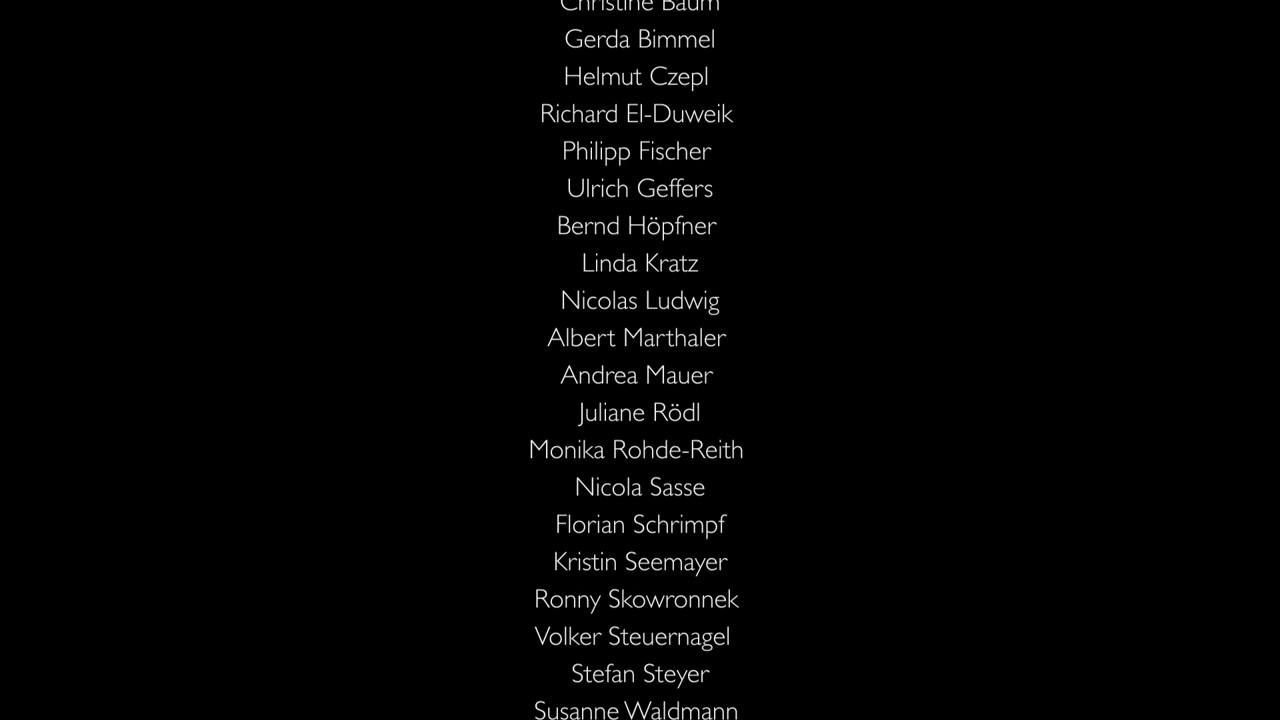 Christine Baum
Gerda Bimmel
Helmut Czepl
Richard El-Duweik
Philipp Fischer
Ulrich Geffers
Bernd Höpfner
Linda Kratz
Nicolas Ludwig
Albert Marthaler
Andrea Mauer
Juliane Rödl
Monika Rohde-Reith
Nicola Sasse
Florian Schrimpf
Kristin Seemayer
Ronny Skowronnek
Volker Steuernagel
Stefan Steyer
Susanne Waldmann